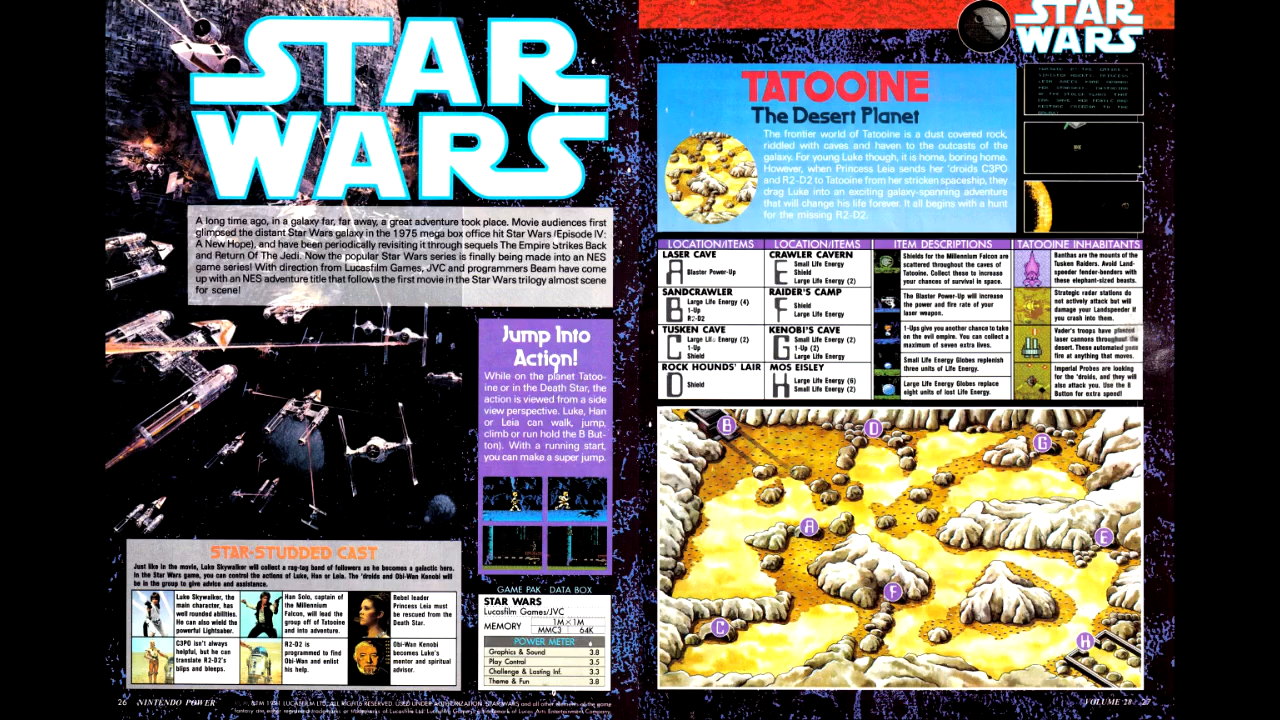 STAR
WARS
A long time ago, in a galaxy far, far away, a great adventure took place. Movie audiences first
glimpsed the distant Star Wars galaxy in the 1975 mega box office hit Star Wars (Episode IV:
A New Hope), and have been periodically revisiting it through sequels The Empire Strikes Back
and Return Of The Jedi. Now the popular Star Wars series is finally being made into an NES
game series! With direction from Lucasfilm Games, JVC and programmers Beam have come
up with an NES adventure title that follows the first movie in the Star Wars trilogy almost scene
for scene!
Jump Into
Action!
While on the planet Tatoo-
ine or in the Death Star, the
action is viewed from a side
view perspective. Luke, Han
or Leia can walk, jump,
climb or run hold the B But-
ton). With a running start,
you can make a super jump.
STAR-STUDDED CAST
Just like in the movie, Luke Skywalker will collect a rag-tag band of followers as he becomes a galactic hero.
In the Star Wars game, you can control the actions of Luke, Han or Leia. The 'droids and Obi-Wan Kenobi will
be in the group to give advice and assistance.
Luke Skywalker, the
main character, has
well rounded abilities.
He can also wield the
powerful Lightsaber.
Han Solo, captain of
the Millennium
Falcon, will lead the
group off of Tatooine
and into adventure.
Rebel leader
Princess Leia must
be rescued from the
Death Star.
C3PO isn't always
helpful, but he can
translate R2-D2's
blips and bleeps.
R2-D2 is
programmed to find
Obi-Wan and enlist
his help.
Obi-Wan Kenobi
becomes Luke's
mentor and spiritual
advisor.
GAME PAK · DATA BOX
STAR WARS
Lucasfilm Games/JVC
MEMORY 1M×1M
MMC3 64K
POWER METER
Graphics & Sound 3.8
Play Control 3.5
Challenge & Lasting Inf. 3.3
Theme & Fun 3.8
26 NINTENDO POWER
STAR
WARS
TATOOINE
The Desert Planet
The frontier world of Tatooine is a dust covered rock,
riddled with caves and haven to the outcasts of the
galaxy. For young Luke though, it is home, boring home.
However, when Princess Leia sends her 'droids C3PO
and R2-D2 to Tatooine from her stricken spaceship, they
drag Luke into an exciting galaxy-spanning adventure
that will change his life forever. It all begins with a hunt
for the missing R2-D2.
LOCATION/ITEMS LOCATION/ITEMS ITEM DESCRIPTIONS TATOOINE INHABITANTS
LASER CAVE
A Blaster Power-Up
SANDCRAWLER
B Large Life Energy (4)
1-Up
R2-D2
TUSKEN CAVE
C Large Life Energy (2)
1-Up
Shield
ROCK HOUNDS' LAIR
D Shield
CRAWLER CAVERN
E Small Life Energy
Shield
Large Life Energy (2)
RAIDER'S CAMP
F Shield
Large Life Energy
KENOBI'S CAVE
G Small Life Energy (2)
1-Up (2)
Large Life Energy
MOS EISLEY
H Large Life Energy (6)
Small Life Energy (2)
Shields for the Millennium Falcon are
scattered throughout the caves of
Tatooine. Collect these to increase
your chances of survival in space.
The Blaster Power-Up will increase
the power and fire rate of your
laser weapon.
1-Ups give you another chance to take
on the evil empire. You can collect a
maximum of seven extra lives.
Small Life Energy Globes replenish
three units of Life Energy.
Large Life Energy Globes replace
eight units of lost Life Energy.
Banthas are the mounts of the
Tusken Raiders. Avoid Land-
speeder fender-benders with
these elephant-sized beasts.
Strategic radar stations do
not actively attack but will
damage your Landspeeder if
you crash into them.
Vader's troops have placed
laser cannons throughout the
desert. These automated guns
fire at anything that moves.
Imperial Probes are looking
for the 'droids, and they will
also attack you. Use the B
Button for extra speed!
B
D
G
A
E
F
C
H
VOLUME 28 27